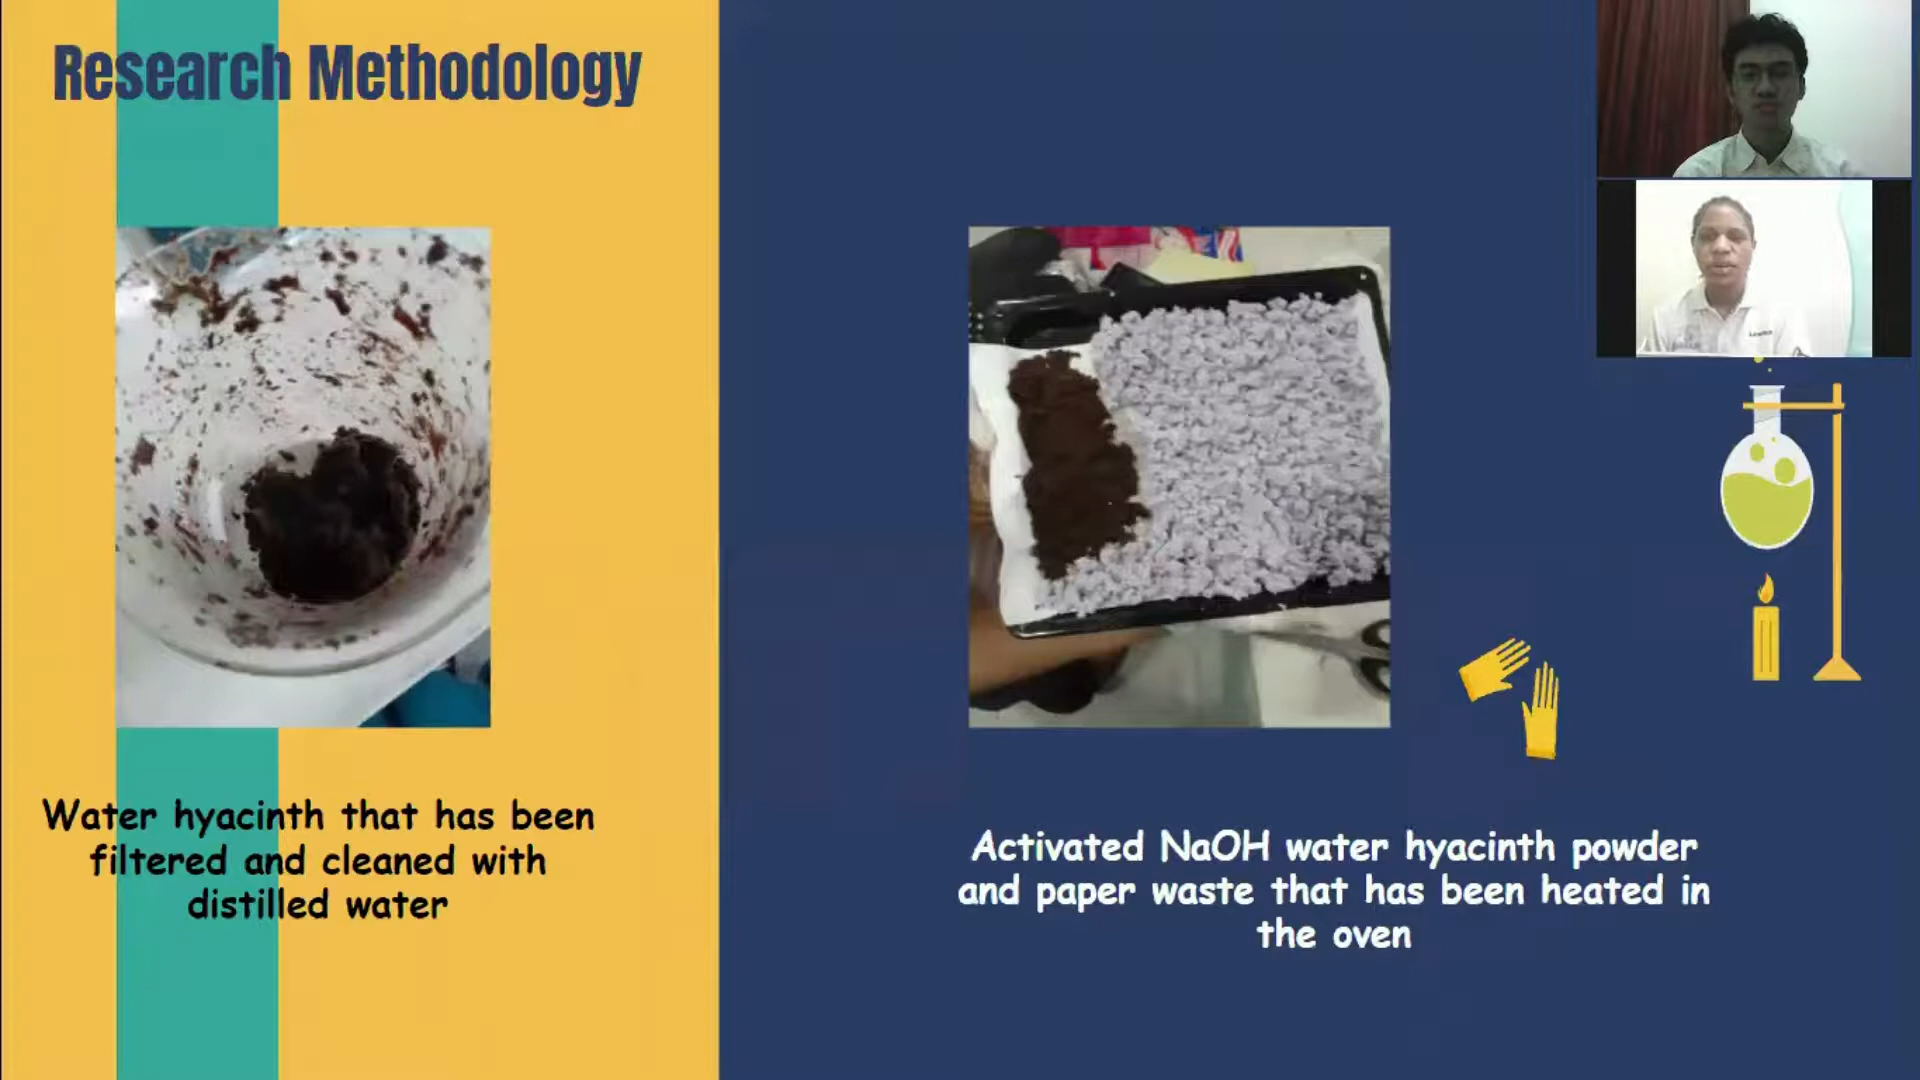 Research Methodology
Water hyacinth that has been
filtered and cleaned with
distilled water
Activated NaOH water hyacinth powder
and paper waste that has been heated in
the oven